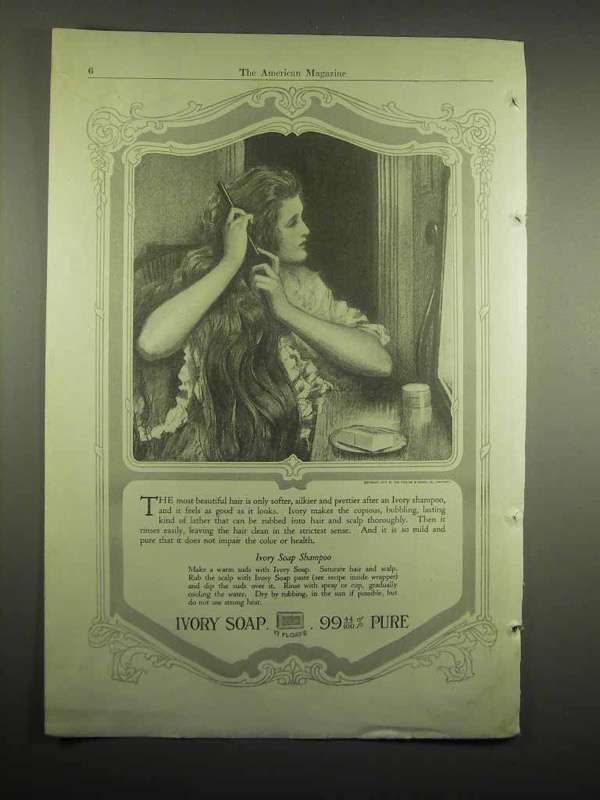 6
The American Magazine
THE most beautiful hair is only softer, silkier and prettier after an Ivory shampoo,
and it feels as good as it looks. Ivory makes the copious, bubbling, lasting
kind of lather that can be rubbed into hair and scalp thoroughly. Then it
rinses easily, leaving the hair clean in the strictest sense. And it is so mild and
pure that it does not impair the color or health.
Ivory Soap Shampoo
Make a warm suds with Ivory Soap. Saturate hair and scalp.
Rub the scalp with Ivory Soap paste (see recipe inside wrapper)
and dip the suds over it. Rinse with spray or cup, gradually
cooling the water. Dry by rubbing, in the sun if possible, but
do not use strong heat.
IVORY SOAP. . 99 44/100 % PURE
IT FLOATS